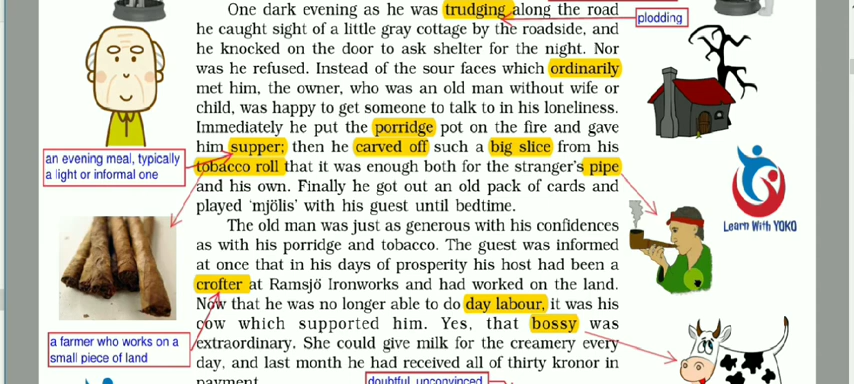 One dark evening as he was trudging along the road
plodding
he caught sight of a little gray cottage by the roadside, and
he knocked on the door to ask shelter for the night. Nor
was he refused. Instead of the sour faces which ordinarily
met him, the owner, who was an old man without wife or
child, was happy to get someone to talk to in his loneliness.
Immediately he put the porridge pot on the fire and gave
him supper; then he carved off such a big slice from his
an evening meal, typically
a light or informal one
tobacco roll that it was enough both for the stranger's pipe
and his own. Finally he got out an old pack of cards and
played 'mjölis' with his guest until bedtime.
Learn With YOKO
The old man was just as generous with his confidences
as with his porridge and tobacco. The guest was informed
at once that in his days of prosperity his host had been a
crofter at Ramsjö Ironworks and had worked on the land.
Now that he was no longer able to do day labour, it was his
cow which supported him. Yes, that bossy was
a farmer who works on a
small piece of land
extraordinary. She could give milk for the creamery every
day, and last month he had received all of thirty kronor in
payment.
doubtful, unconvinced